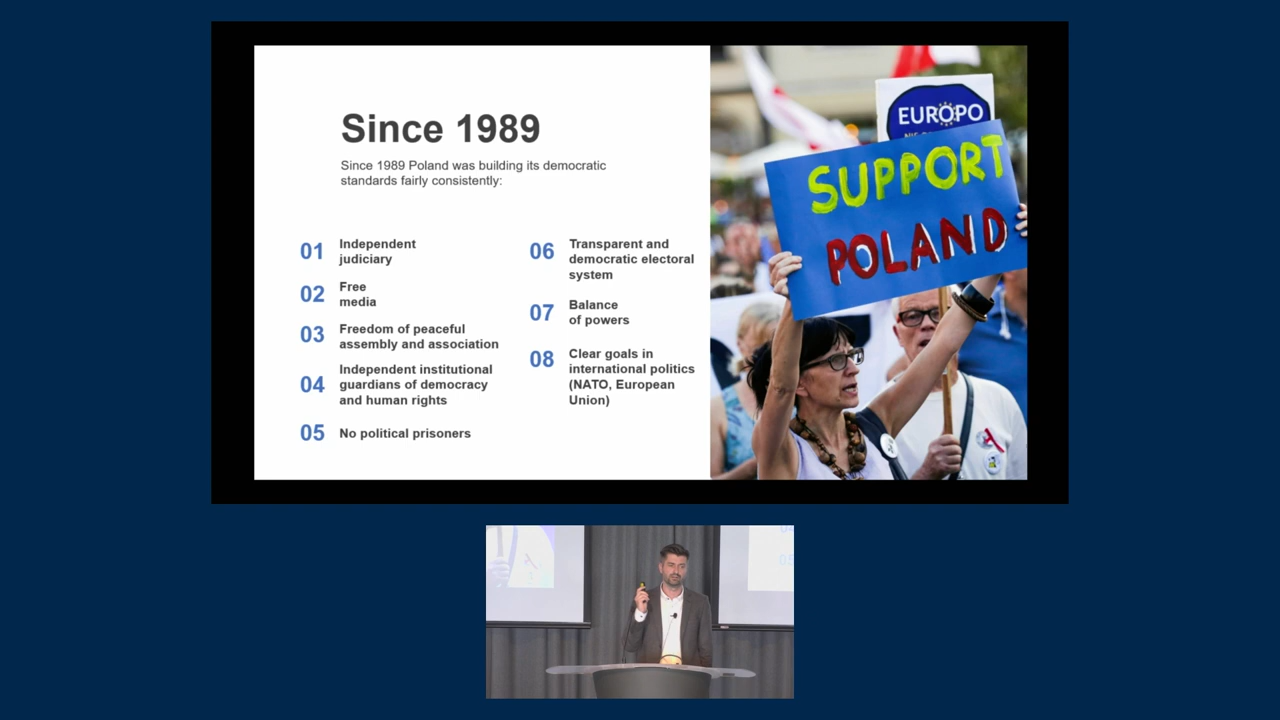 Since 1989
Since 1989 Poland was building its democratic
standards fairly consistently:
01 Independent
judiciary
02 Free
media
03 Freedom of peaceful
assembly and association
04 Independent institutional
guardians of democracy
and human rights
05 No political prisoners
06 Transparent and
democratic electoral
system
07 Balance
of powers
08 Clear goals in
international politics
(NATO, European
Union)
EUROPO
SUPPORT
POLAND